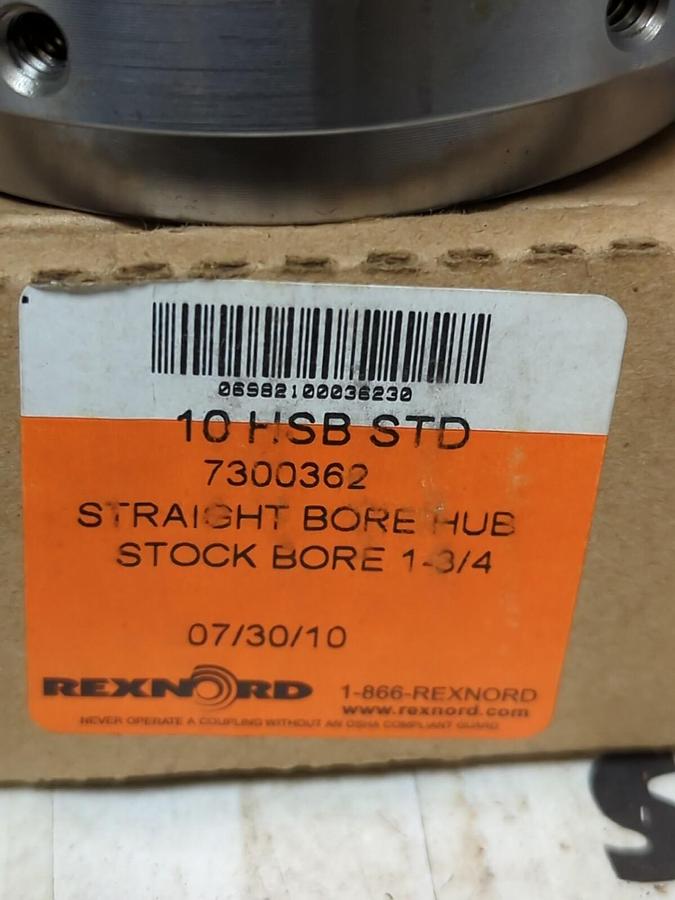 06982100036230
10 HSB STD
7300362
STRAIGHT BORE HUB
STOCK BORE 1-3/4
07/30/10
REXNORD 1-866-REXNORD
www.rexnord.com
NEVER OPERATE A COUPLING WITHOUT AN OSHA COMPLIANT GUARD